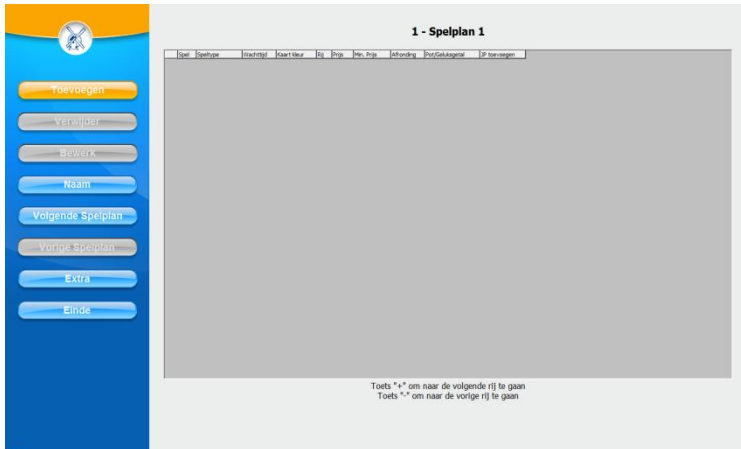 1 - Spelplan 1
Spel Speltype Wachttijd Kaart kleur Rij Prijs Min. Prijs Afronding Pot/Geluksgetal JP toevoegen
Toevoegen
Verwijder
Bewerk
Naam
Volgende Spelplan
Vorige Spelplan
Extra
Einde
Toets "+" om naar de volgende rij te gaan
Toets "-" om naar de vorige rij te gaan